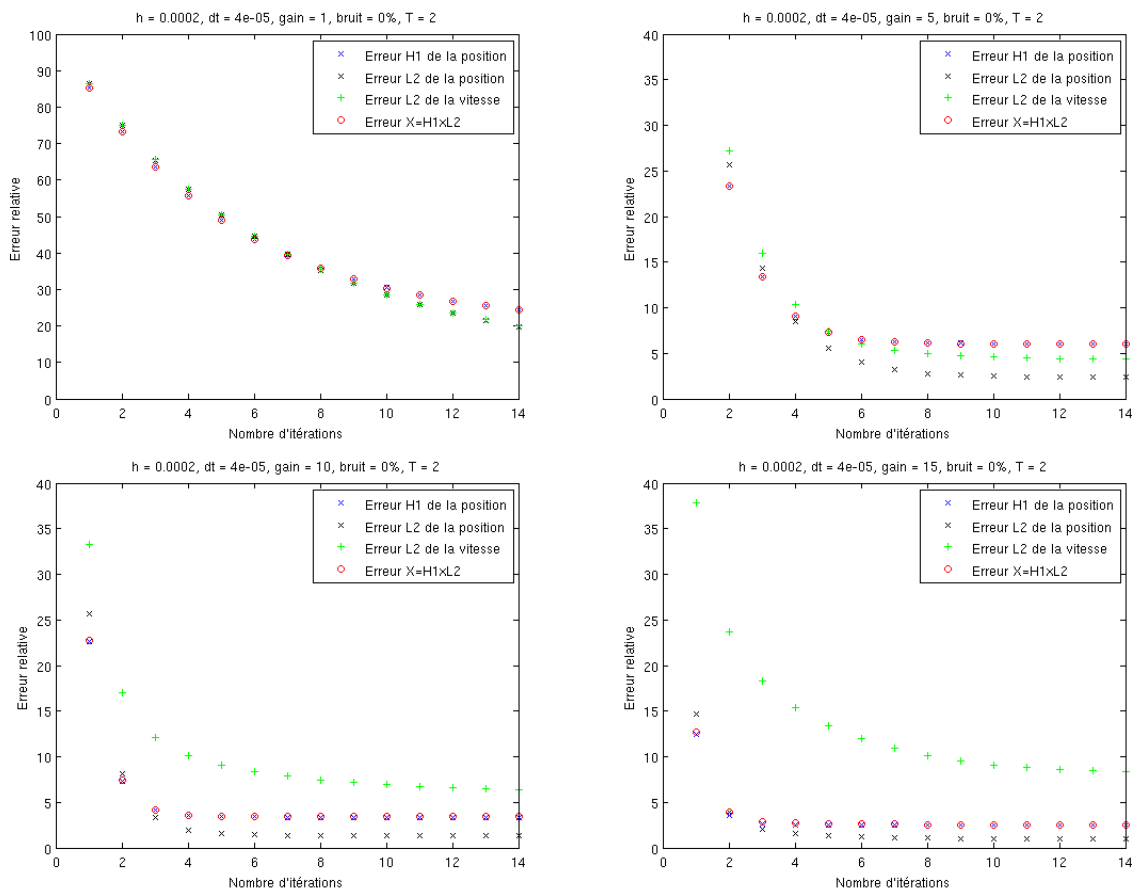 h = 0.0002, dt = 4e-05, gain = 1, bruit = 0%, T = 2
100
90
80
70
60
50
40
30
20
10
0
Erreur relative
Erreur H1 de la position
Erreur L2 de la position
Erreur L2 de la vitesse
Erreur X=H1xL2
0 2 4 6 8 10 12 14
Nombre d'itérations
h = 0.0002, dt = 4e-05, gain = 5, bruit = 0%, T = 2
40
35
30
25
20
15
10
5
0
Erreur relative
Erreur H1 de la position
Erreur L2 de la position
Erreur L2 de la vitesse
Erreur X=H1xL2
0 2 4 6 8 10 12 14
Nombre d'itérations
h = 0.0002, dt = 4e-05, gain = 10, bruit = 0%, T = 2
40
35
30
25
20
15
10
5
0
Erreur relative
Erreur H1 de la position
Erreur L2 de la position
Erreur L2 de la vitesse
Erreur X=H1xL2
0 2 4 6 8 10 12 14
Nombre d'itérations
h = 0.0002, dt = 4e-05, gain = 15, bruit = 0%, T = 2
40
35
30
25
20
15
10
5
0
Erreur relative
Erreur H1 de la position
Erreur L2 de la position
Erreur L2 de la vitesse
Erreur X=H1xL2
0 2 4 6 8 10 12 14
Nombre d'itérations